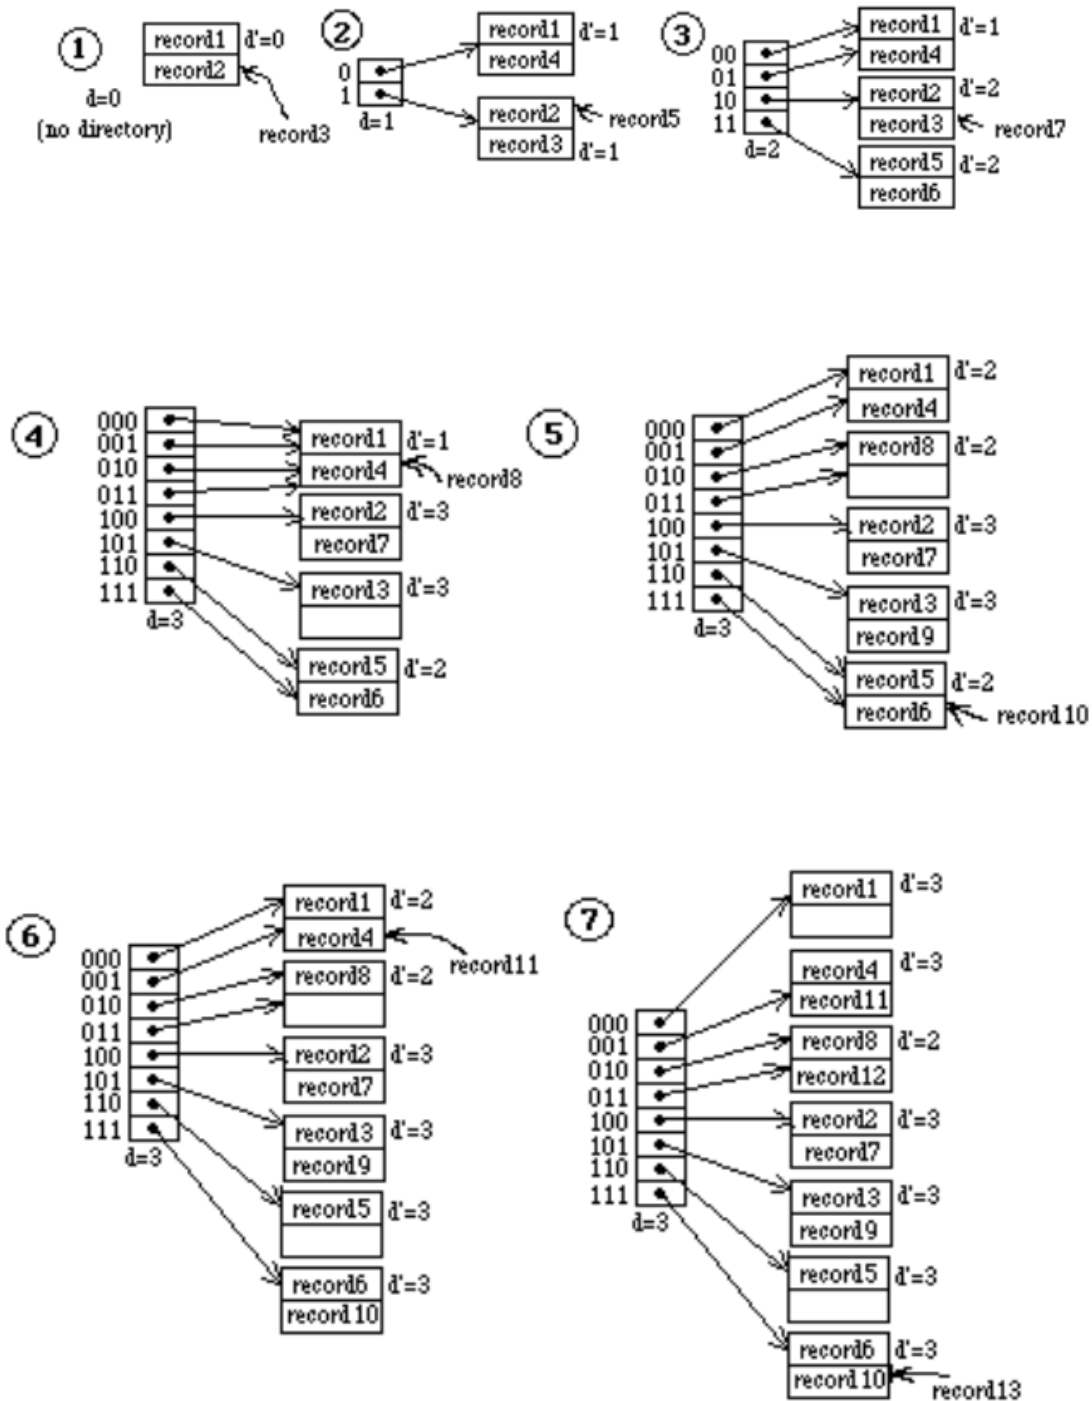 1
record1 d'=0
record2
d=0
(no directory)
record3
2
0
1
d=1
record1 d'=1
record4
record2
record3 d'=1
record5
3
00
01
10
11
d=2
record1 d'=1
record4
record2 d'=2
record3
record7
record5 d'=2
record6
4
000
001
010
011
100
101
110
111
d=3
record1 d'=1
record4
record8
record2 d'=3
record7
record3 d'=3
record5 d'=2
record6
5
000
001
010
011
100
101
110
111
d=3
record1 d'=2
record4
record8 d'=2
record2 d'=3
record7
record3 d'=3
record9
record5 d'=2
record6
record10
6
000
001
010
011
100
101
110
111
d=3
record1 d'=2
record4
record11
record8 d'=2
record2 d'=3
record7
record3 d'=3
record9
record5 d'=3
record6 d'=3
record10
7
000
001
010
011
100
101
110
111
d=3
record1 d'=3
record4 d'=3
record11
record8 d'=2
record12
record2 d'=3
record7
record3 d'=3
record9
record5 d'=3
record6 d'=3
record10
record13